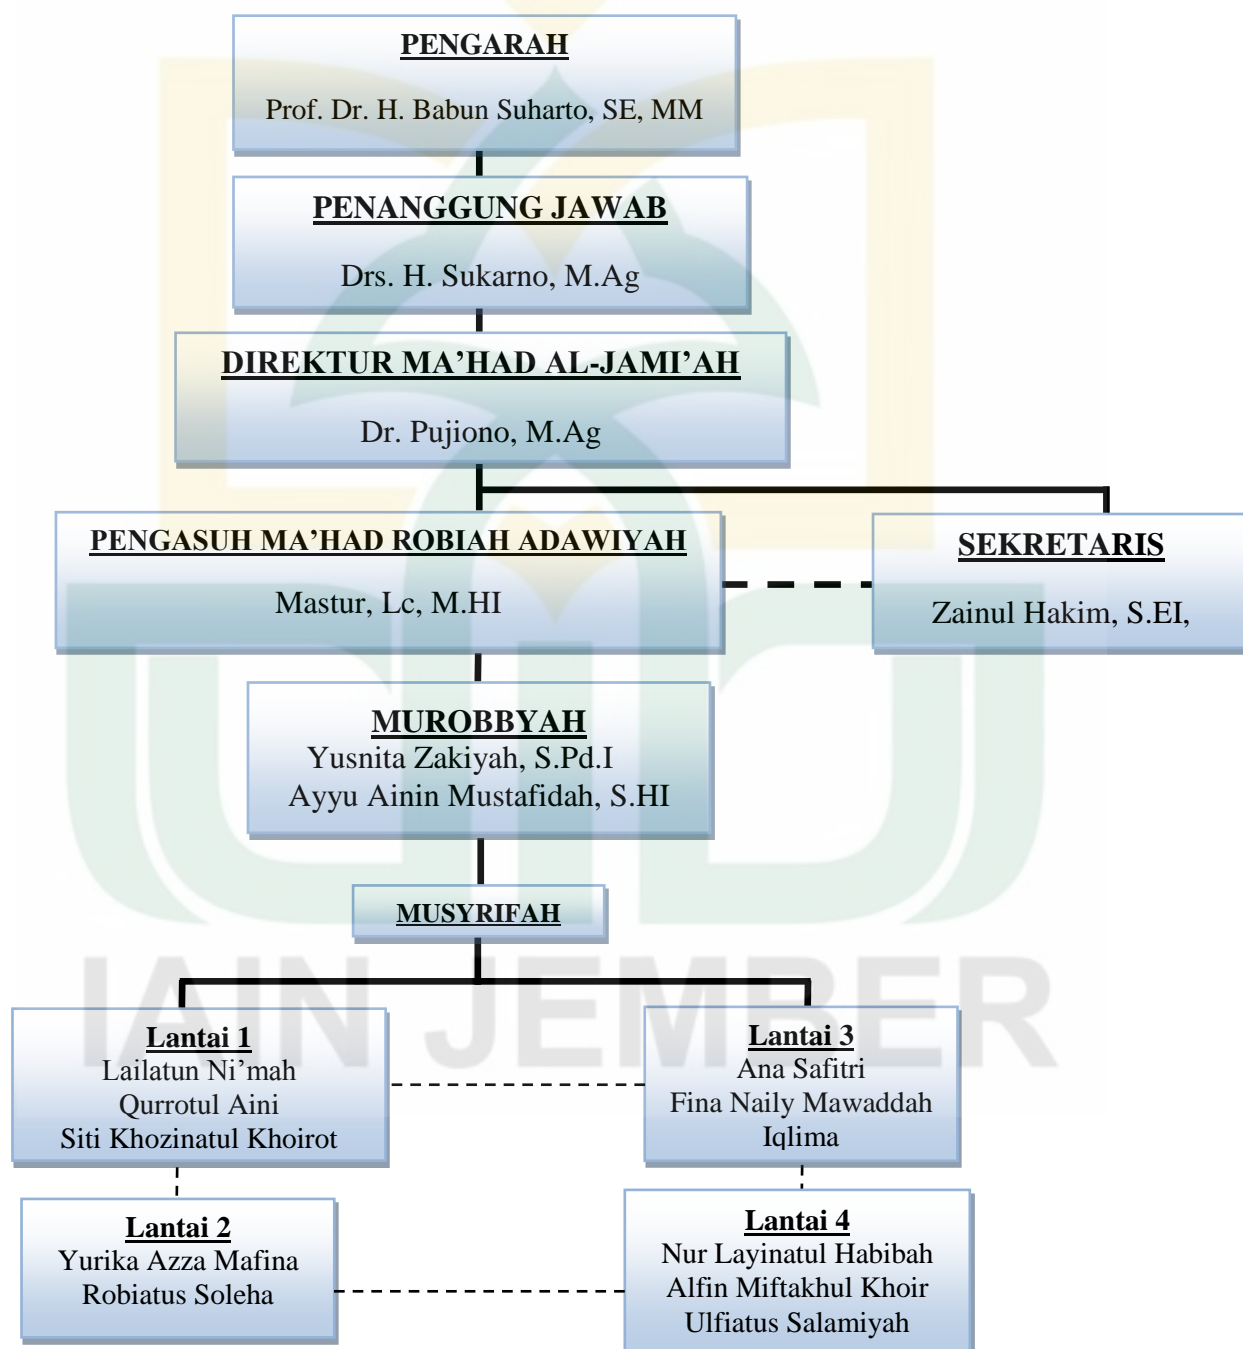 PENGARAH
Prof. Dr. H. Babun Suharto, SE, MM
PENANGGUNG JAWAB
Drs. H. Sukarno, M.Ag
DIREKTUR MA’HAD AL-JAMI’AH
Dr. Pujiono, M.Ag
PENGASUH MA’HAD ROBIAH ADAWIYAH
Mastur, Lc, M.HI
SEKRETARIS
Zainul Hakim, S.EI,
MUROBBYAH
Yusnita Zakiyah, S.Pd.I
Ayyu Ainin Mustafidah, S.HI
MUSYRIFAH
IAIN JEMBER
Lantai 1
Lailatun Ni’mah
Qurrotul Aini
Siti Khozinatul Khoirot
Lantai 3
Ana Safitri
Fina Naily Mawaddah
Iqlima
Lantai 2
Yurika Azza Mafina
Robiatus Soleha
Lantai 4
Nur Layinatul Habibah
Alfin Miftakhul Khoir
Ulfiatus Salamiyah